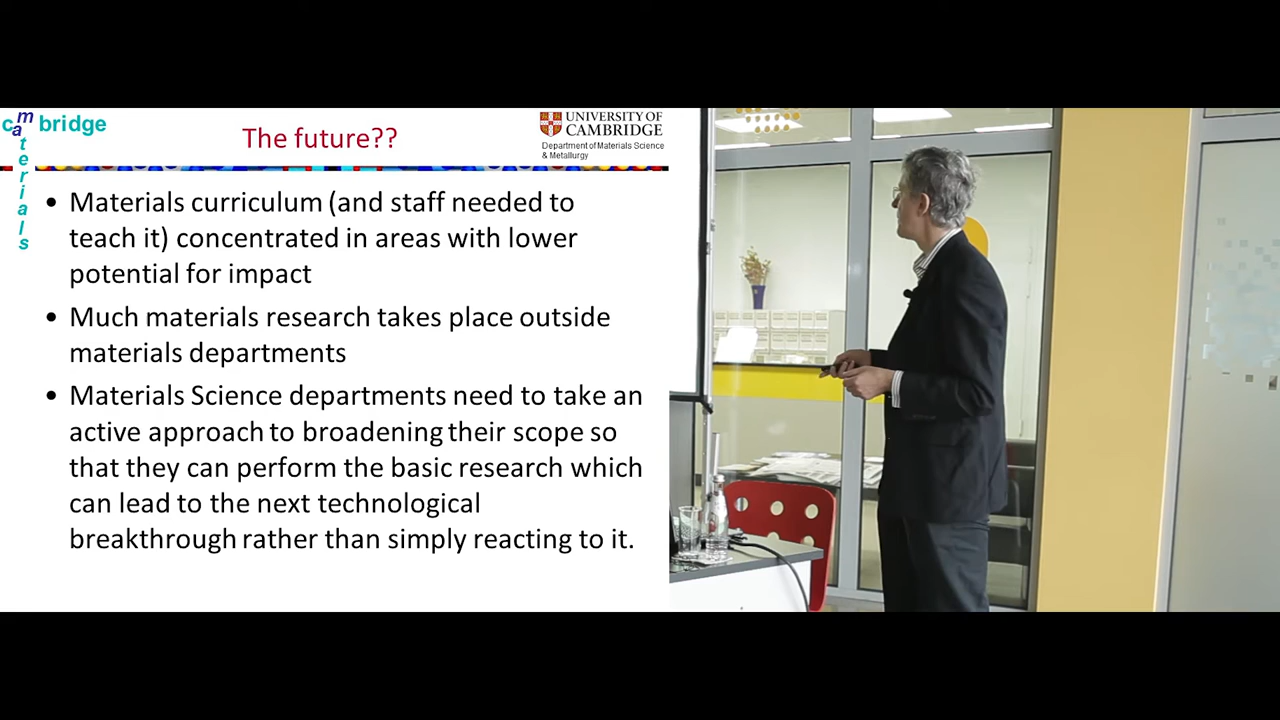 cambridge
materials
The future??
UNIVERSITY OF
CAMBRIDGE
Department of Materials Science
& Metallurgy
• Materials curriculum (and staff needed to
teach it) concentrated in areas with lower
potential for impact
• Much materials research takes place outside
materials departments
• Materials Science departments need to take an
active approach to broadening their scope so
that they can perform the basic research which
can lead to the next technological
breakthrough rather than simply reacting to it.